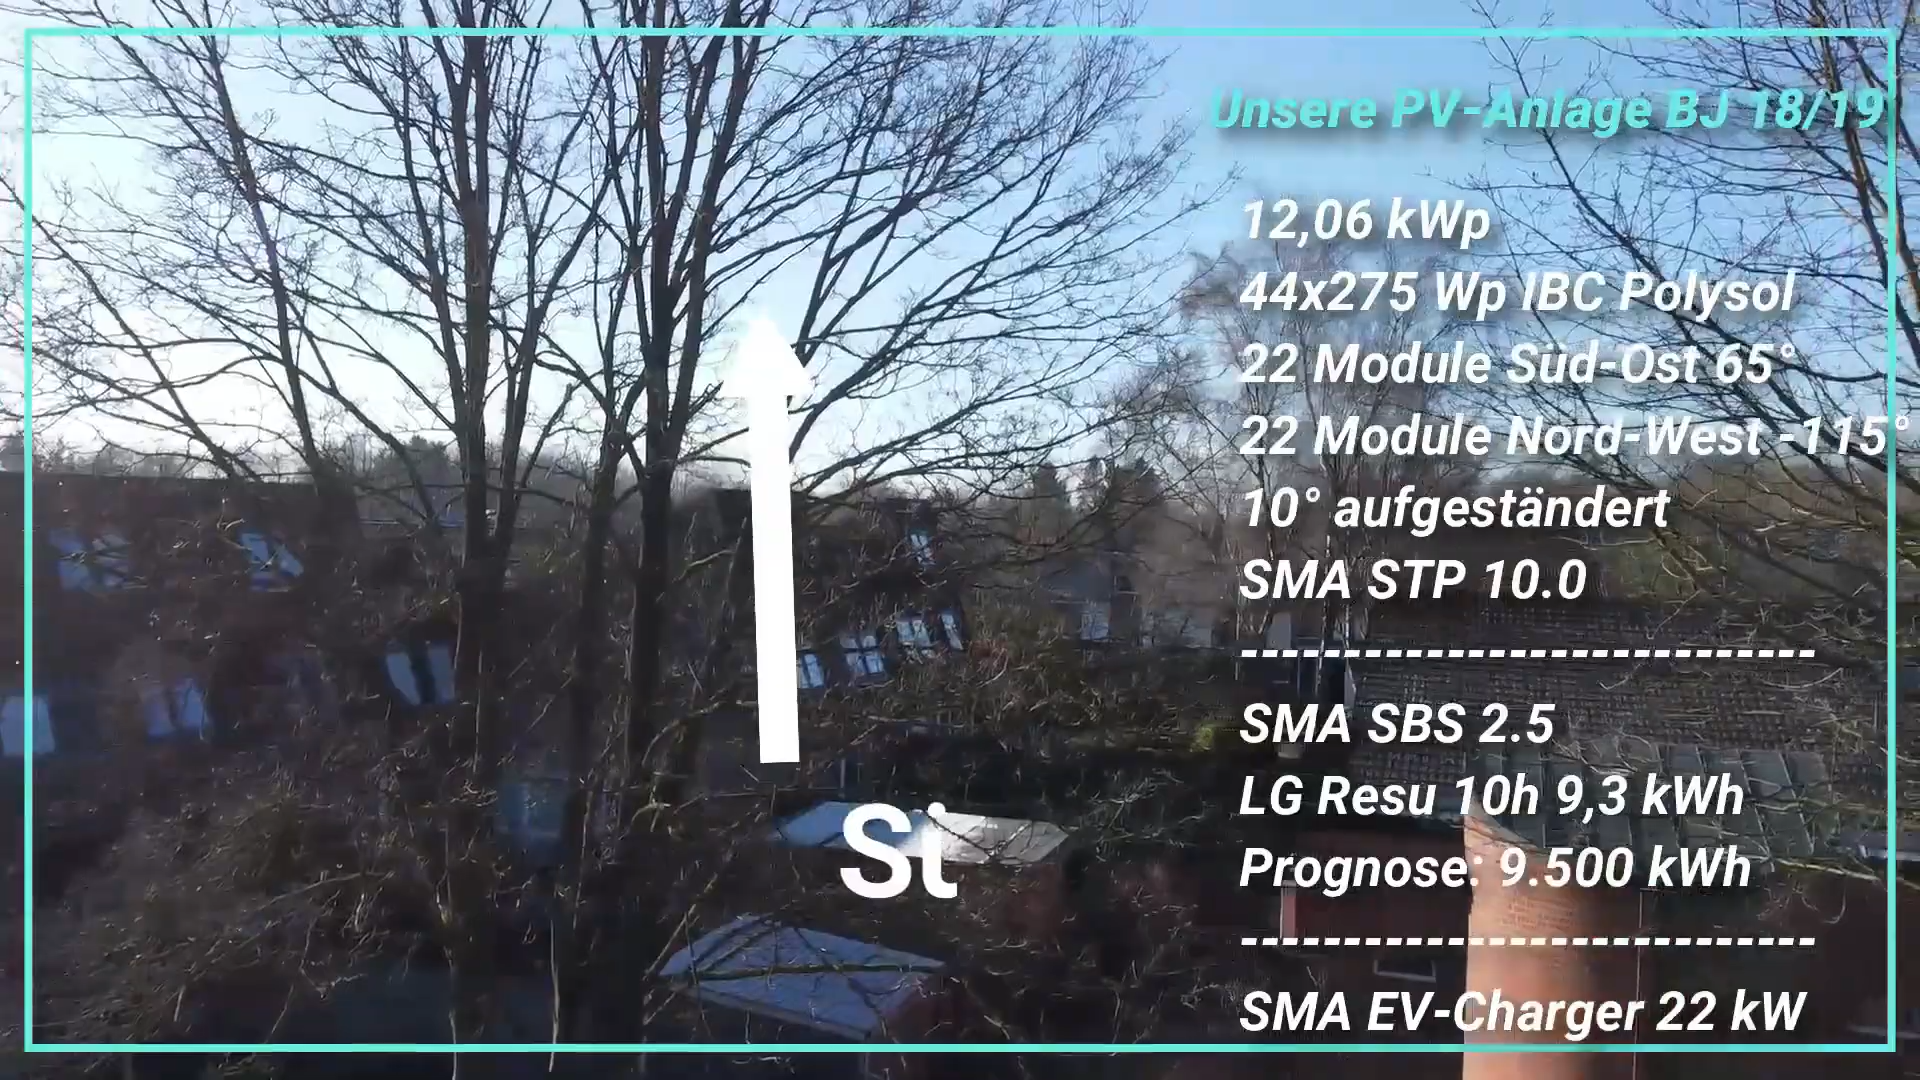 Unsere PV-Anlage BJ 18/19
12,06 kWp
44x275 Wp IBC Polysol
22 Module Süd-Ost 65°
22 Module Nord-West -115°
10° aufgeständert
SMA STP 10.0
----------------------------
SMA SBS 2.5
LG Resu 10h 9,3 kWh
Prognose: 9.500 kWh
----------------------------
SMA EV-Charger 22 kW
St